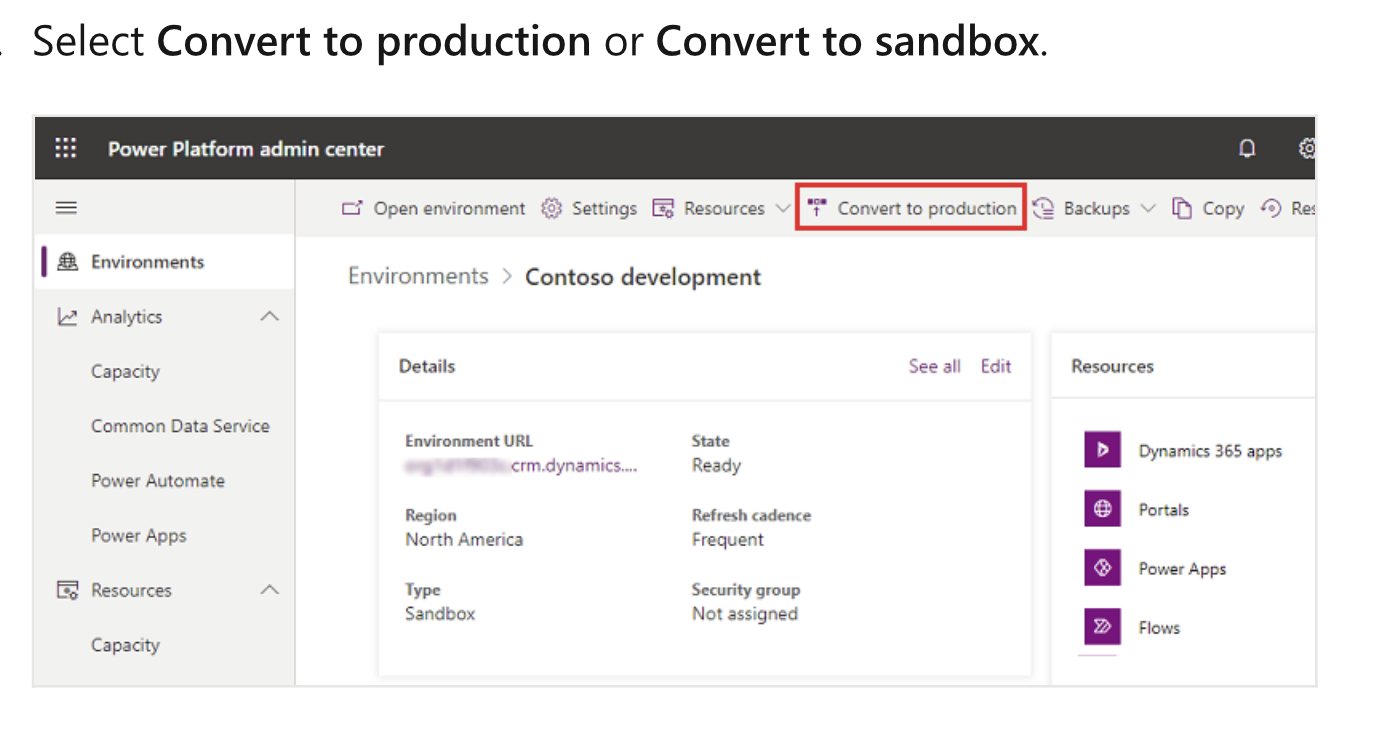 . Select Convert to production or Convert to sandbox.
Power Platform admin center
Open environment Settings Resources Convert to production Backups Copy Res
Environments
Environments > Contoso development
Analytics
Capacity
Common Data Service
Power Automate
Power Apps
Resources
Capacity
Details See all Edit
Environment URL
crm.dynamics....
State
Ready
Region
North America
Refresh cadence
Frequent
Type
Sandbox
Security group
Not assigned
Resources
Dynamics 365 apps
Portals
Power Apps
Flows